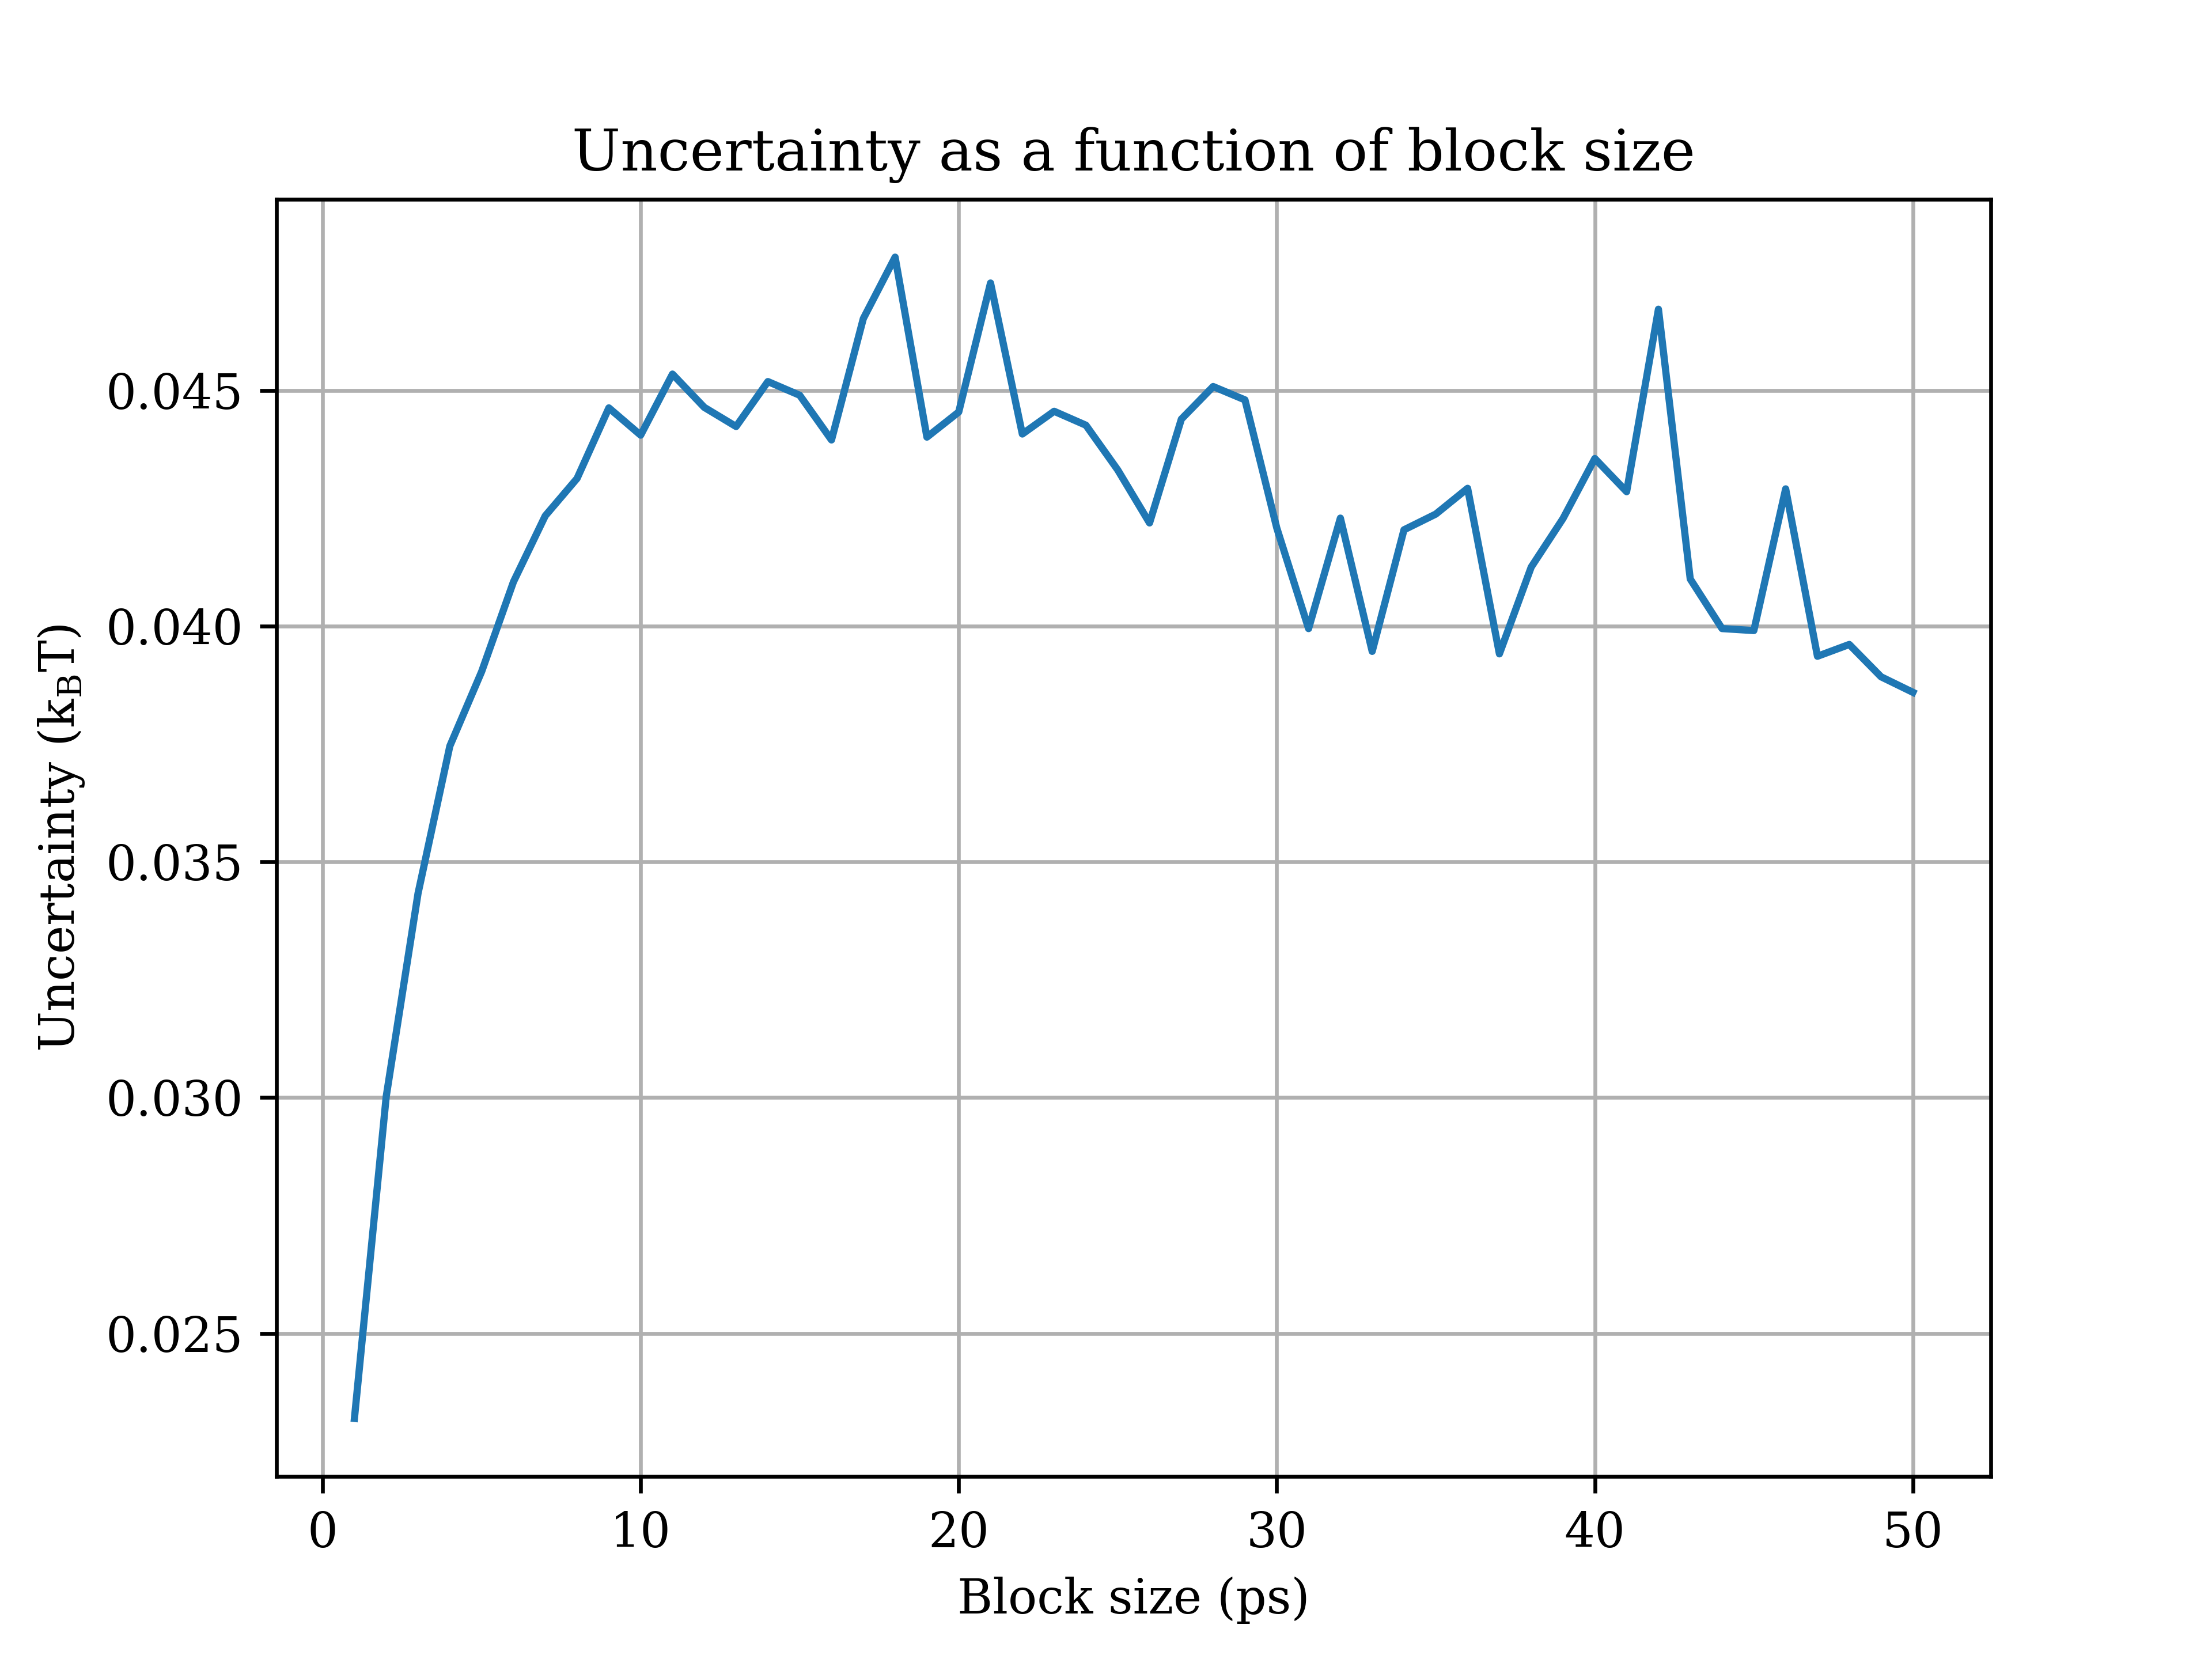 Uncertainty as a function of block size
Uncertainty (k_BT)
0.045
0.040
0.035
0.030
0.025
0 10 20 30 40 50
Block size (ps)